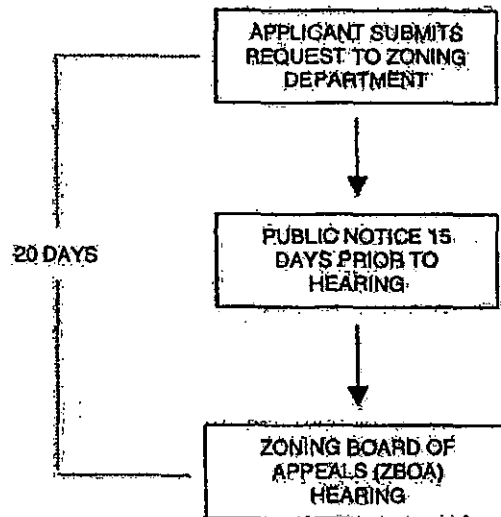 APPLICANT SUBMITS
REQUEST TO ZONING
DEPARTMENT
20 DAYS
PUBLIC NOTICE 15
DAYS PRIOR TO
HEARING
ZONING BOARD OF
APPEALS (ZBOA)
HEARING